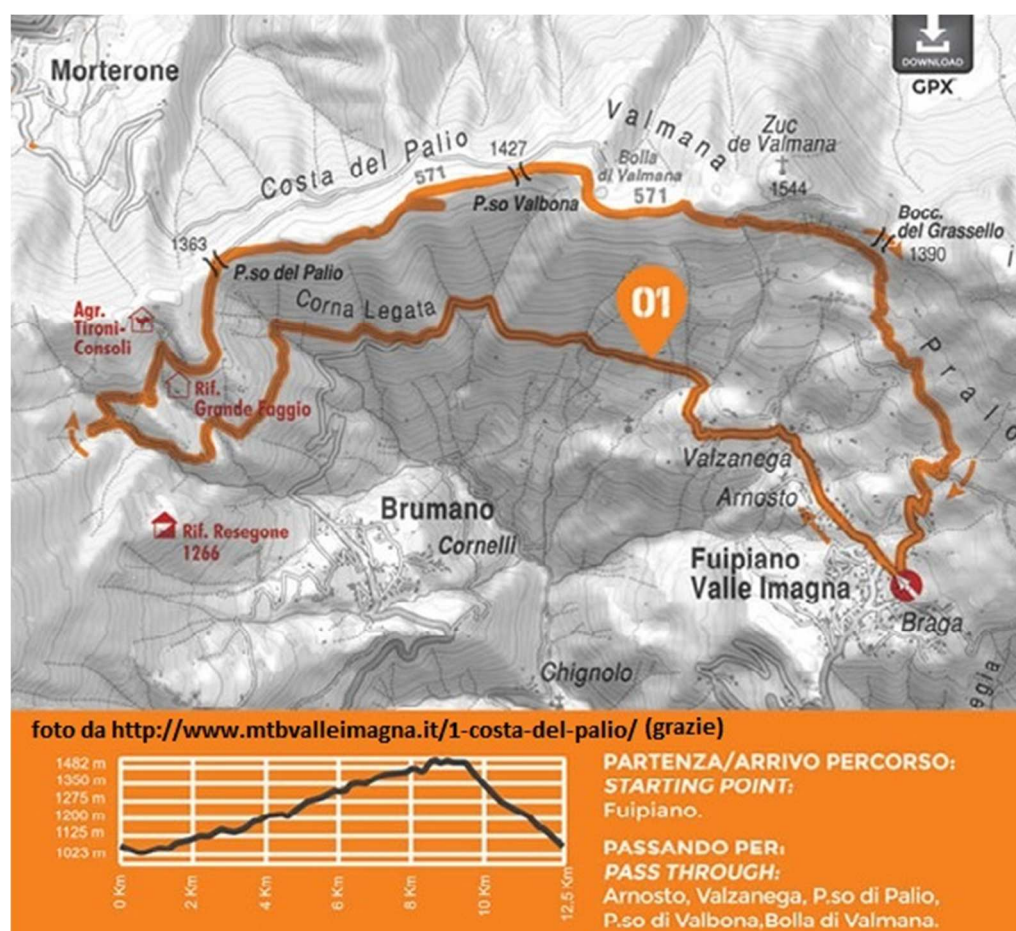 DOWNLOAD
GPX
Morterone
Valmana
Zuc
de Valmana
1544
Costa del Palio
1427
571
Bolla
di Valmana
571
P.so Valbona
Bocc.
del Grassello
1390
1363
P.so del Palio
Corna Legata
01
Agr.
Tironi-
Consoli
Rif.
Grande Faggio
Valzanega
Arnosto
Rif. Resegone
1266
Brumano
Cornelli
Fuipiano
Valle Imagna
Braga
Ghignolo
foto da http://www.mtbvalleimagna.it/1-costa-del-palio/ (grazie)
1482 m
1350 m
1275 m
1200 m
1125 m
1023 m
0 Km
2 Km
4 Km
6 Km
8 Km
10 Km
12.5 Km
PARTENZA/ARRIVO PERCORSO:
STARTING POINT:
Fuipiano.
PASSANDO PER:
PASS THROUGH:
Arnosto, Valzanega, P.so di Palio,
P.so di Valbona,Bolla di Valmana.